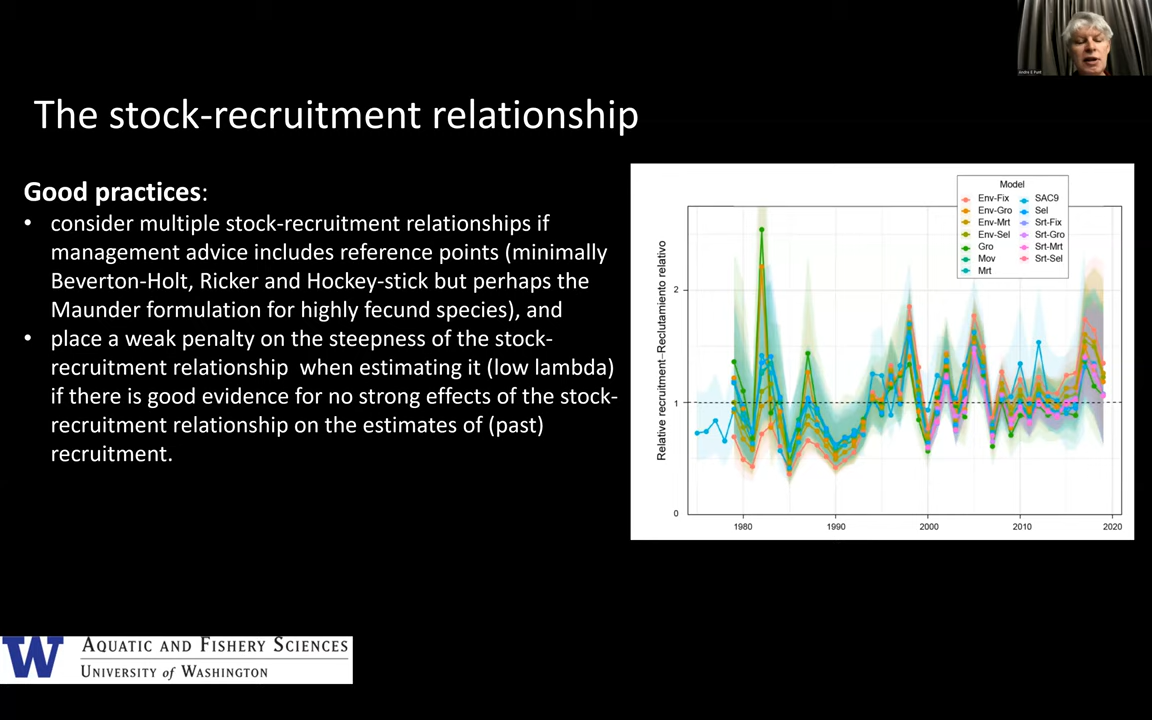 Andre E Punt
The stock-recruitment relationship
Good practices:
• consider multiple stock-recruitment relationships if
management advice includes reference points (minimally
Beverton-Holt, Ricker and Hockey-stick but perhaps the
Maunder formulation for highly fecund species), and
• place a weak penalty on the steepness of the stock-
recruitment relationship when estimating it (low lambda)
if there is good evidence for no strong effects of the stock-
recruitment relationship on the estimates of (past)
recruitment.
Model
Env-Fix SAC9
Env-Gro Sel
Env-Mrt Srt-Fix
Env-Sel Srt-Gro
Gro Srt-Mrt
Mov Srt-Sel
Mrt
Relative recruitment−Reclutamiento relativo
2
1
0
1980 1990 2000 2010 2020
W AQUATIC AND FISHERY SCIENCES
UNIVERSITY of WASHINGTON